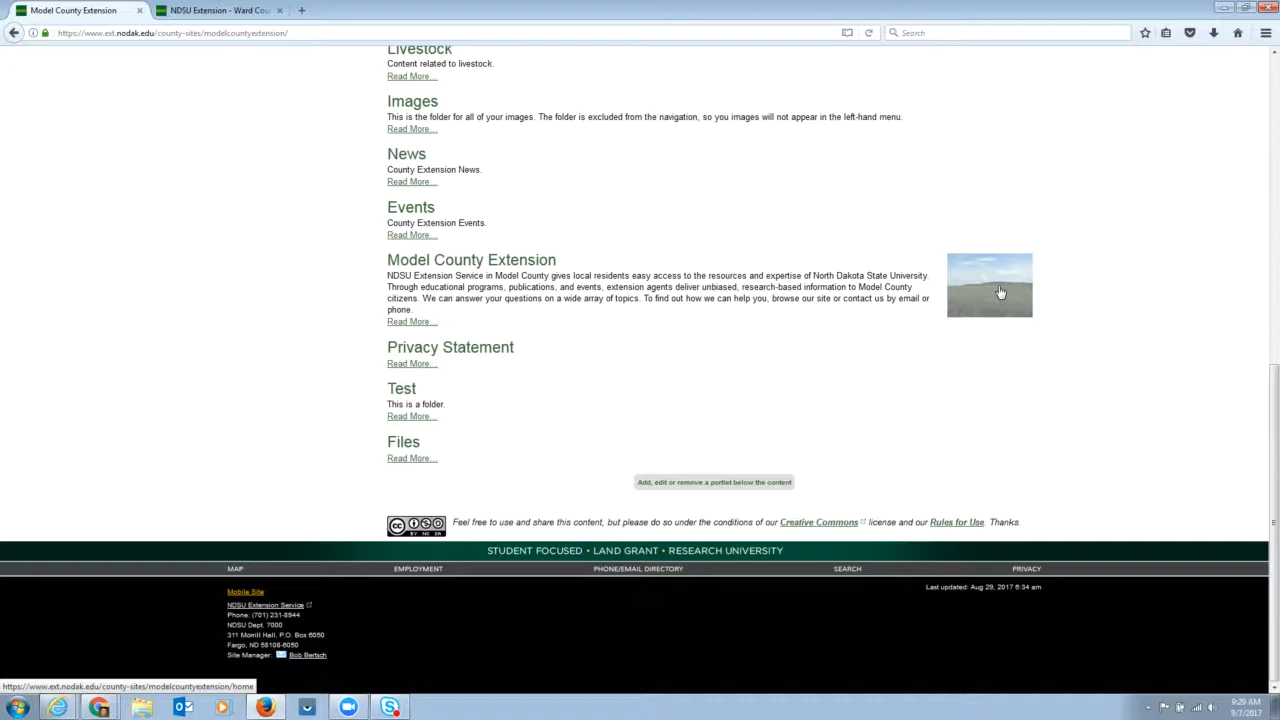 Model County Extension
NDSU Extension - Ward Cou
https://www.ext.nodak.edu/county-sites/modelcountyextension/
Search
Livestock
Content related to livestock.
Read More…
Images
This is the folder for all of your images. The folder is excluded from the navigation, so you images will not appear in the left-hand menu.
Read More…
News
County Extension News.
Read More…
Events
County Extension Events.
Read More…
Model County Extension
NDSU Extension Service in Model County gives local residents easy access to the resources and expertise of North Dakota State University.
Through educational programs, publications, and events, extension agents deliver unbiased, research-based information to Model County
citizens. We can answer your questions on a wide array of topics. To find out how we can help you, browse our site or contact us by email or
phone.
Read More…
Privacy Statement
Read More…
Test
This is a folder.
Read More…
Files
Read More…
Add, edit or remove a portlet below the content
CC BY NC SA
Feel free to use and share this content, but please do so under the conditions of our Creative Commons license and our Rules for Use. Thanks.
STUDENT FOCUSED • LAND GRANT • RESEARCH UNIVERSITY
MAP EMPLOYMENT PHONE/EMAIL DIRECTORY SEARCH PRIVACY
Mobile Site
Last updated: Aug 29, 2017 6:34 am
NDSU Extension Service
Phone: (701) 231-8944
NDSU Dept. 7000
311 Morrill Hall, P.O. Box 6050
Fargo, ND 58108-6050
Site Manager: Bob Bertsch
https://www.ext.nodak.edu/county-sites/modelcountyextension/home
9:29 AM
9/7/2017